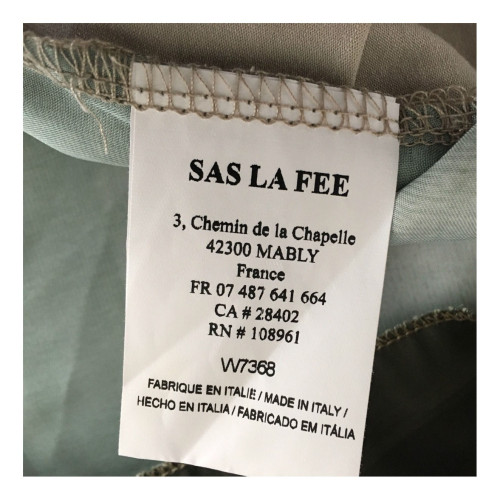 SAS LA FEE
3, Chemin de la Chapelle
42300 MABLY
France
FR 07 487 641 664
CA # 28402
RN # 108961
W7368
FABRIQUE EN ITALIE / MADE IN ITALY /
HECHO EN ITALIA / FABRICADO EM ITÁLIA